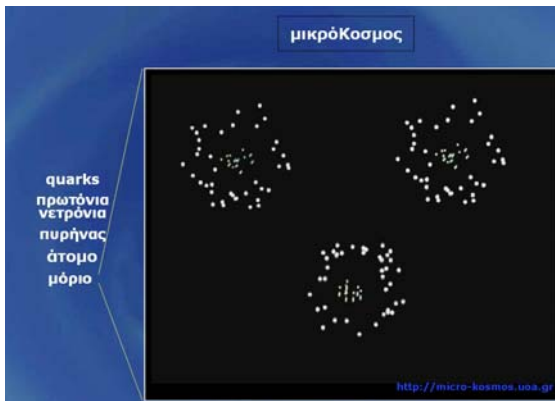 μικρόΚοσμος
quarks
πρωτόνια
νετρόνια
πυρήνας
άτομο
μόριο
http://micro-kosmos.uoa.gr